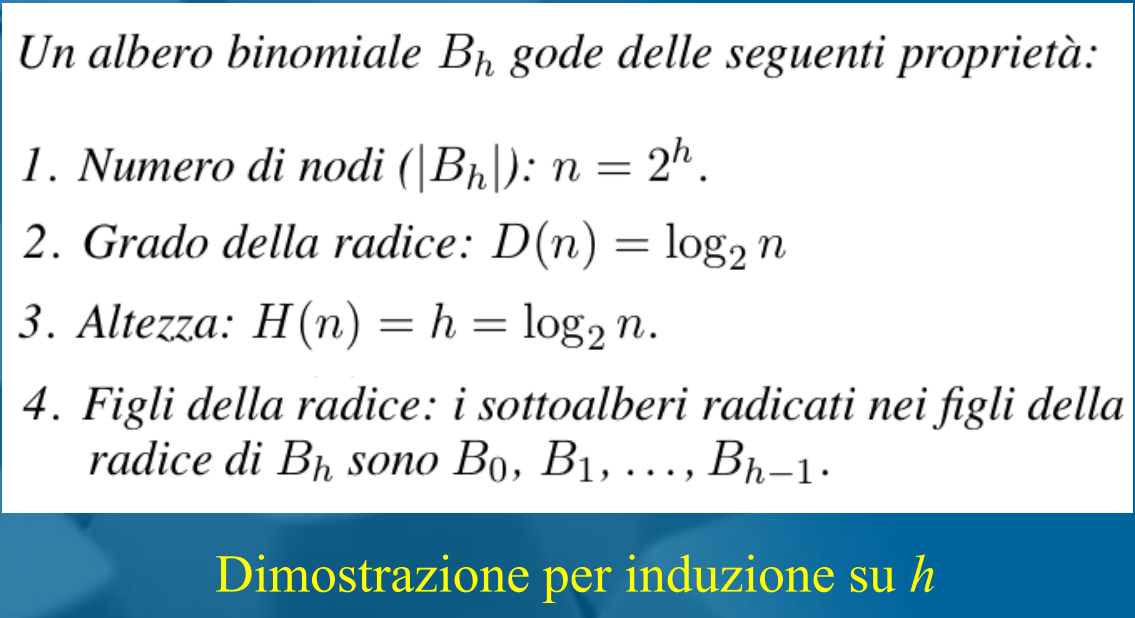 Un albero binomiale B_h gode delle seguenti proprietà:
1. Numero di nodi (|B_h|): n = 2^h.
2. Grado della radice: D(n) = log_2 n
3. Altezza: H(n) = h = log_2 n.
4. Figli della radice: i sottoalberi radicati nei figli della
radice di B_h sono B_0, B_1, ..., B_{h-1}.
Dimostrazione per induzione su h